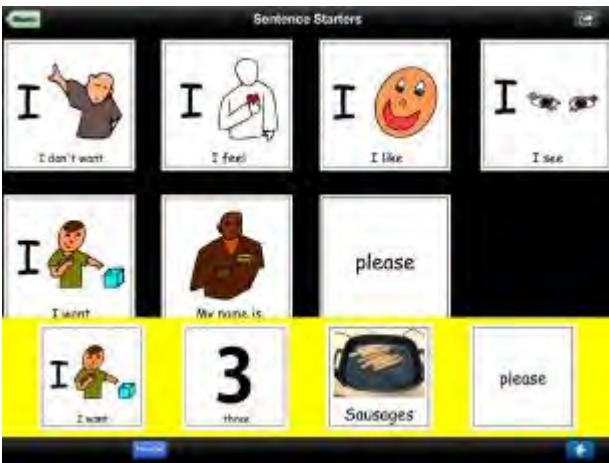 Sentence Starters
I
I don't want
I
I feel
I
I like
I
I see
I
I want
My name is
please
I
I want
3
three
Sausages
please